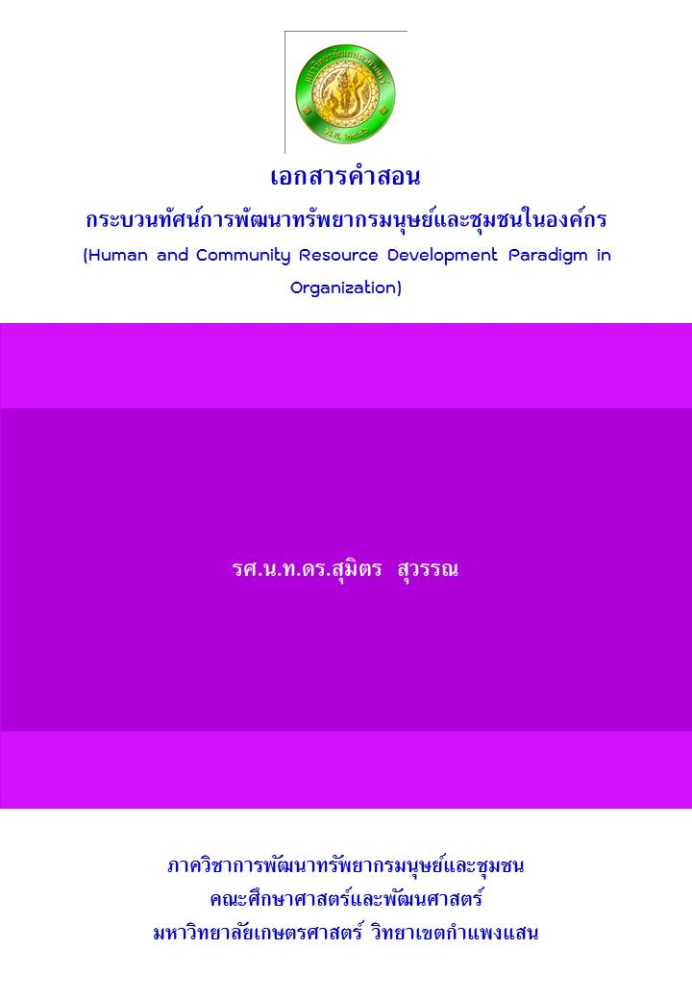 มหาวิทยาลัยเกษตรศาสตร์
พ.ศ. ๒๔๘๖
เอกสารคำสอน
กระบวนทัศน์การพัฒนาทรัพยากรมนุษย์และชุมชนในองค์กร
(Human and Community Resource Development Paradigm in
Organization)
รศ.น.ท.ดร.สุมิตร สุวรรณ
ภาควิชาการพัฒนาทรัพยากรมนุษย์และชุมชน
คณะศึกษาศาสตร์และพัฒนศาสตร์
มหาวิทยาลัยเกษตรศาสตร์ วิทยาเขตกำแพงแสน